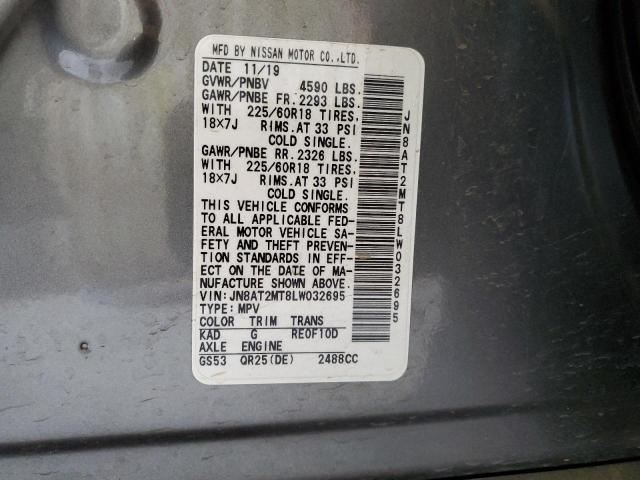 MFD BY NISSAN MOTOR CO.,LTD.
DATE 11/19
GVWR/PNBV 4590 LBS.
GAWR/PNBE FR. 2293 LBS.
WITH 225/60R18 TIRES,
18X7J RIMS.AT 33 PSI
COLD SINGLE.
GAWR/PNBE RR. 2326 LBS.
WITH 225/60R18 TIRES,
18X7J RIMS.AT 33 PSI
COLD SINGLE.
THIS VEHICLE CONFORMS
TO ALL APPLICABLE FED-
ERAL MOTOR VEHICLE SA-
FETY AND THEFT PREVEN-
TION STANDARDS IN EFF-
ECT ON THE DATE OF MA-
NUFACTURE SHOWN ABOVE.
VIN: JN8AT2MT8LW032695
TYPE: MPV
COLOR TRIM TRANS
KAD G RE0F10D
AXLE ENGINE
GS53 QR25(DE) 2488CC
JN8AT2MT8LW032695